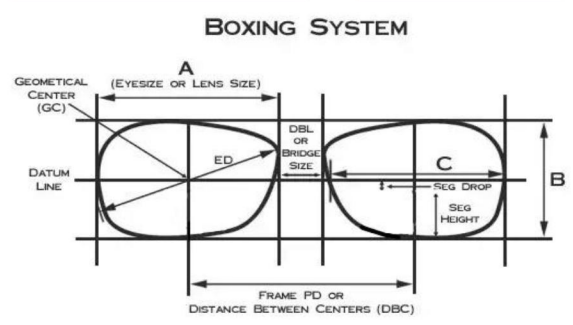 BOXING SYSTEM
A
(EYESIZE OR LENS SIZE)
GEOMETICAL
CENTER
(GC)
DBL
OR
BRIDGE
SIZE
ED
C
DATUM
LINE
SEG DROP
B
SEG
HEIGHT
FRAME PD OR
DISTANCE BETWEEN CENTERS (DBC)